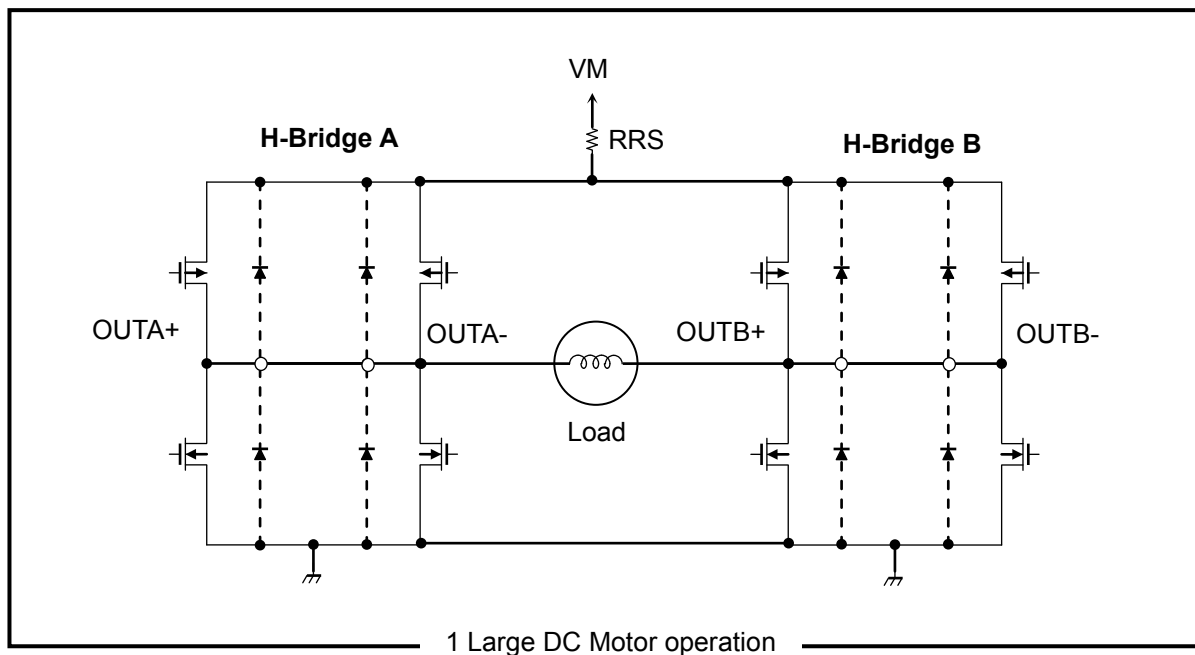 VM
RRS
H-Bridge A
H-Bridge B
OUTA+
OUTA-
OUTB+
OUTB-
Load
1 Large DC Motor operation